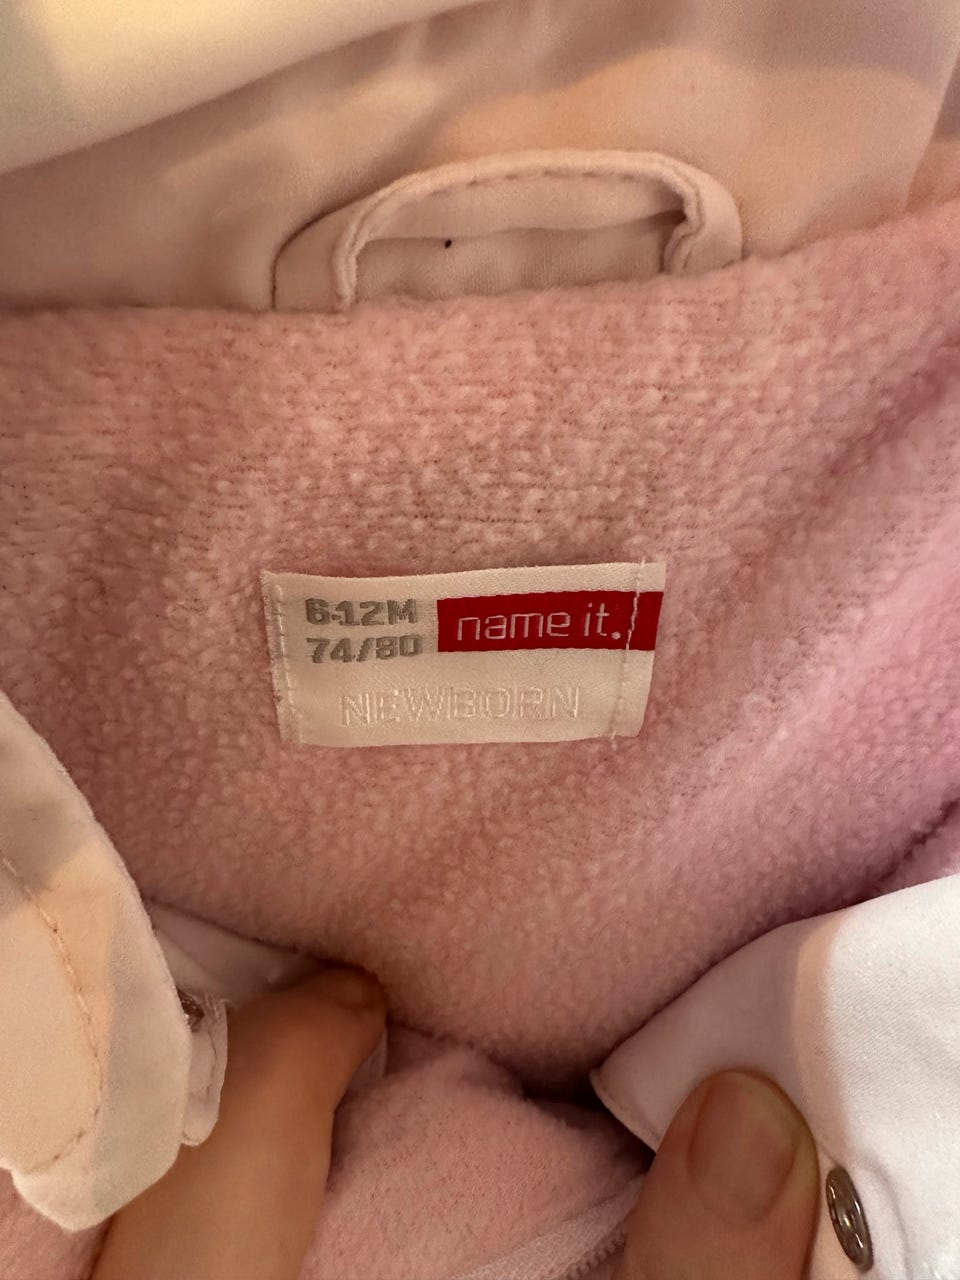 6-12M
74/80
name it.
NEWBORN